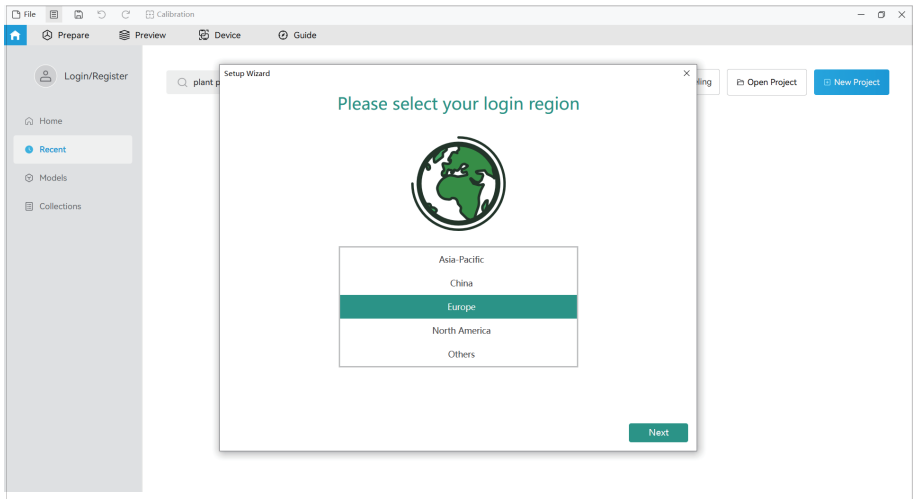 File
Calibration
Prepare
Preview
Device
Guide
Login/Register
Home
Recent
Models
Collections
plant p
Setup Wizard
Open Project
New Project
Please select your login region
Asia-Pacific
China
Europe
North America
Others
Next